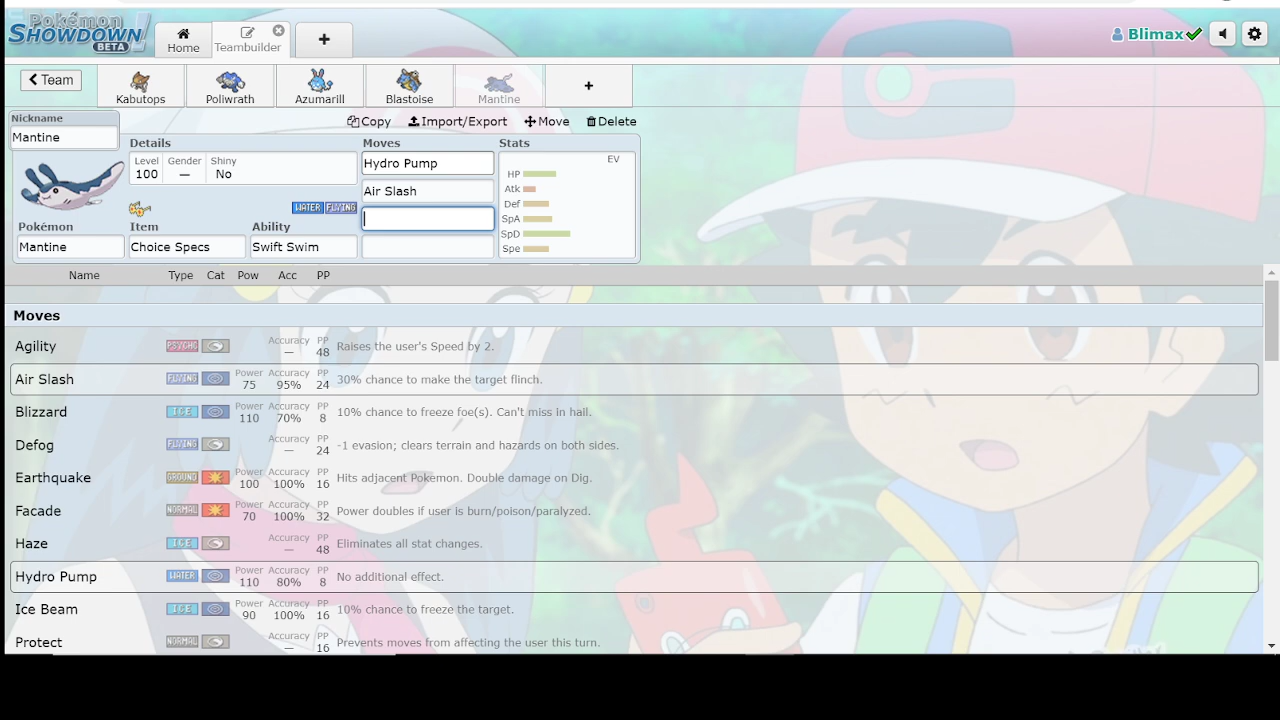 Pokémon
SHOWDOWN!
BETA
Home
Teambuilder
+
Blimax
Team
Kabutops
Poliwrath
Azumarill
Blastoise
Mantine
+
Nickname
Mantine
Copy
Import/Export
Move
Delete
Details
Level
100
Gender
—
Shiny
No
WATER FLYING
Pokémon
Mantine
Item
Choice Specs
Ability
Swift Swim
Moves
Hydro Pump
Air Slash
Stats
EV
HP
Atk
Def
SpA
SpD
Spe
Name Type Cat Pow Acc PP
Moves
Agility PSYCHC Accuracy — PP 48 Raises the user's Speed by 2.
Air Slash FLYING Power 75 Accuracy 95% PP 24 30% chance to make the target flinch.
Blizzard ICE Power 110 Accuracy 70% PP 8 10% chance to freeze foe(s). Can't miss in hail.
Defog FLYING Accuracy — PP 24 -1 evasion; clears terrain and hazards on both sides.
Earthquake GROUND Power 100 Accuracy 100% PP 16 Hits adjacent Pokemon. Double damage on Dig.
Facade NORMAL Power 70 Accuracy 100% PP 32 Power doubles if user is burn/poison/paralyzed.
Haze ICE Accuracy — PP 48 Eliminates all stat changes.
Hydro Pump WATER Power 110 Accuracy 80% PP 8 No additional effect.
Ice Beam ICE Power 90 Accuracy 100% PP 16 10% chance to freeze the target.
Protect NORMAL Accuracy — PP 16 Prevents moves from affecting the user this turn.